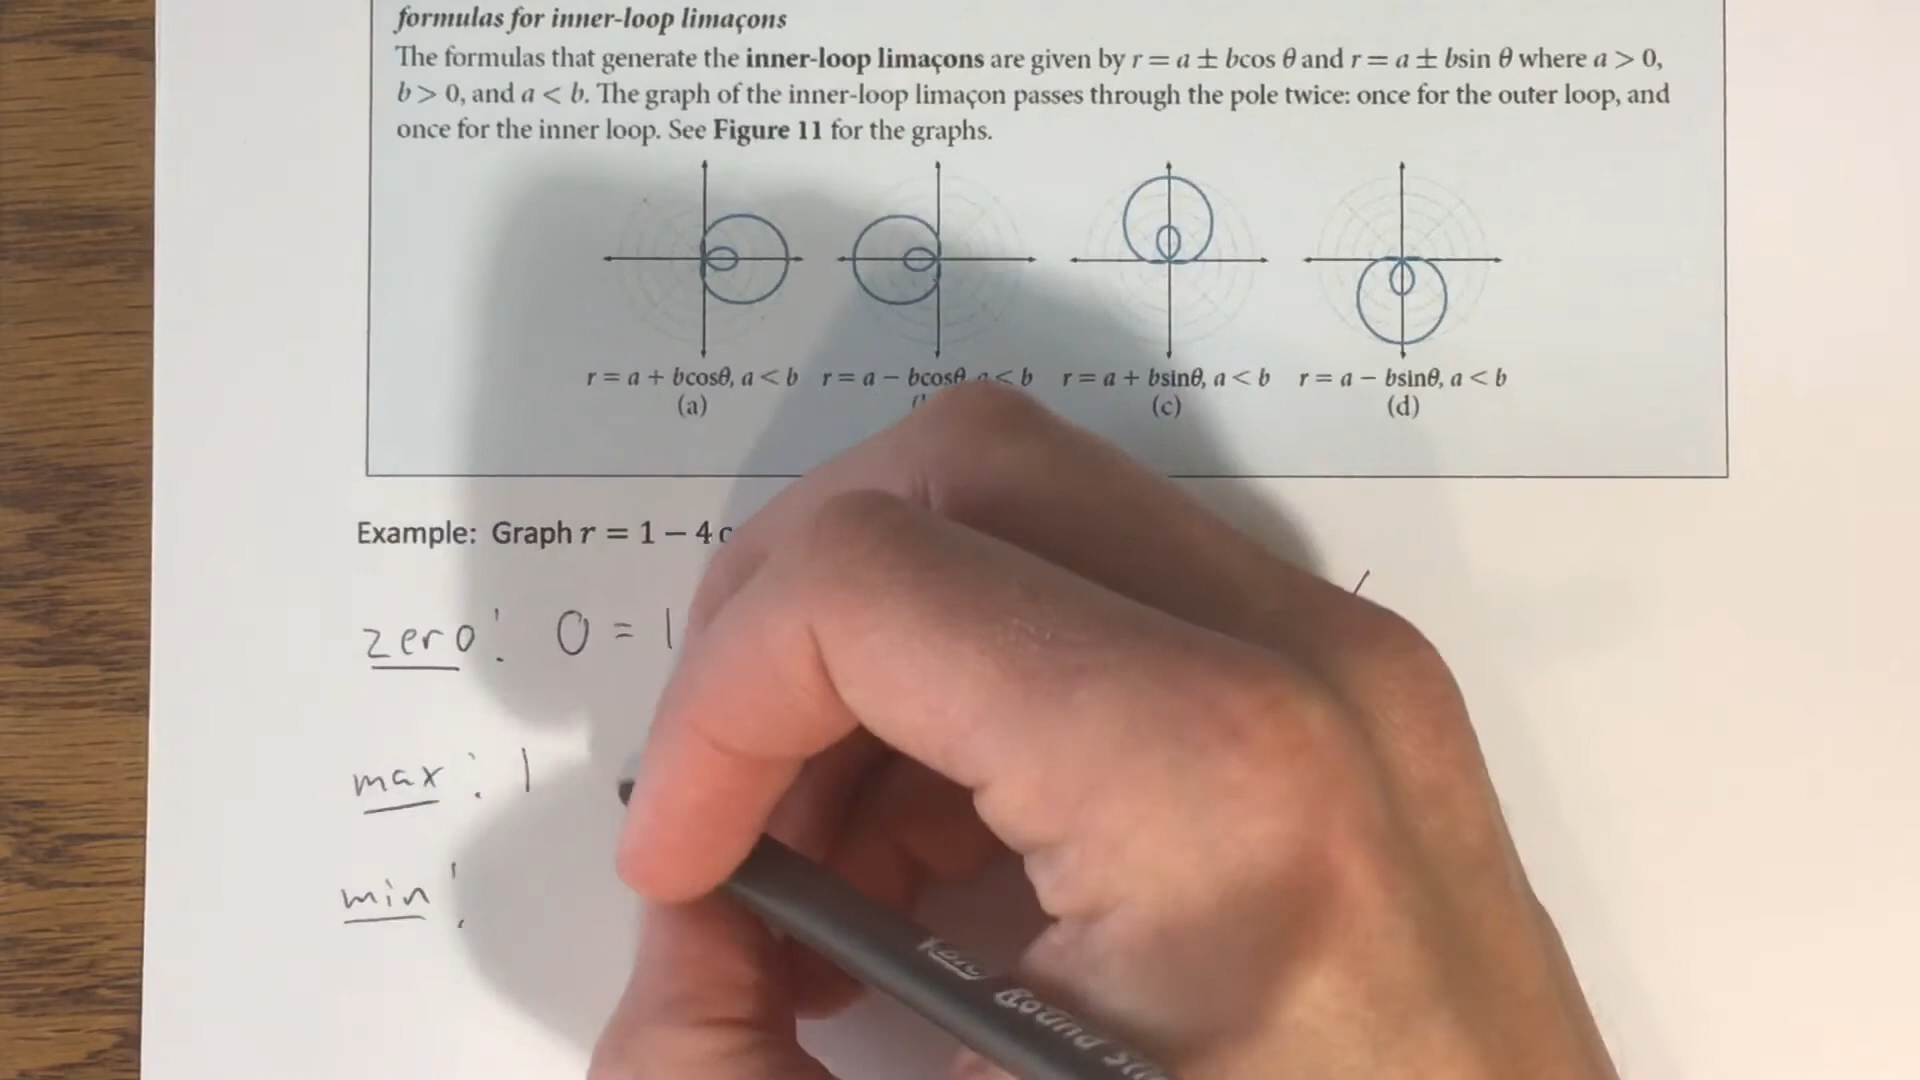 formulas for inner-loop limaçons
The formulas that generate the inner-loop limaçons are given by r = a ± bcos θ and r = a ± bsin θ where a > 0,
b > 0, and a < b. The graph of the inner-loop limaçon passes through the pole twice: once for the outer loop, and
once for the inner loop. See Figure 11 for the graphs.
r = a + bcosθ, a < b r = a − bcosθ, a < b r = a + bsinθ, a < b r = a − bsinθ, a < b
(a) (c) (d)
Example: Graph r = 1 − 4
zero: 0 = 1
max: 1
min: